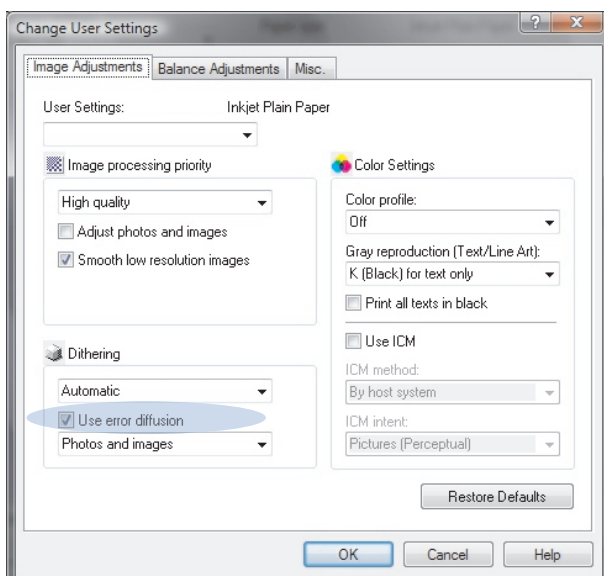 Change User Settings
Image Adjustments Balance Adjustments Misc.
User Settings: Inkjet Plain Paper
Image processing priority
High quality
Adjust photos and images
Smooth low resolution images
Dithering
Automatic
Use error diffusion
Photos and images
Color Settings
Color profile:
Off
Gray reproduction (Text/Line Art):
K (Black) for text only
Print all texts in black
Use ICM
ICM method:
By host system
ICM intent:
Pictures (Perceptual)
Restore Defaults
OK Cancel Help